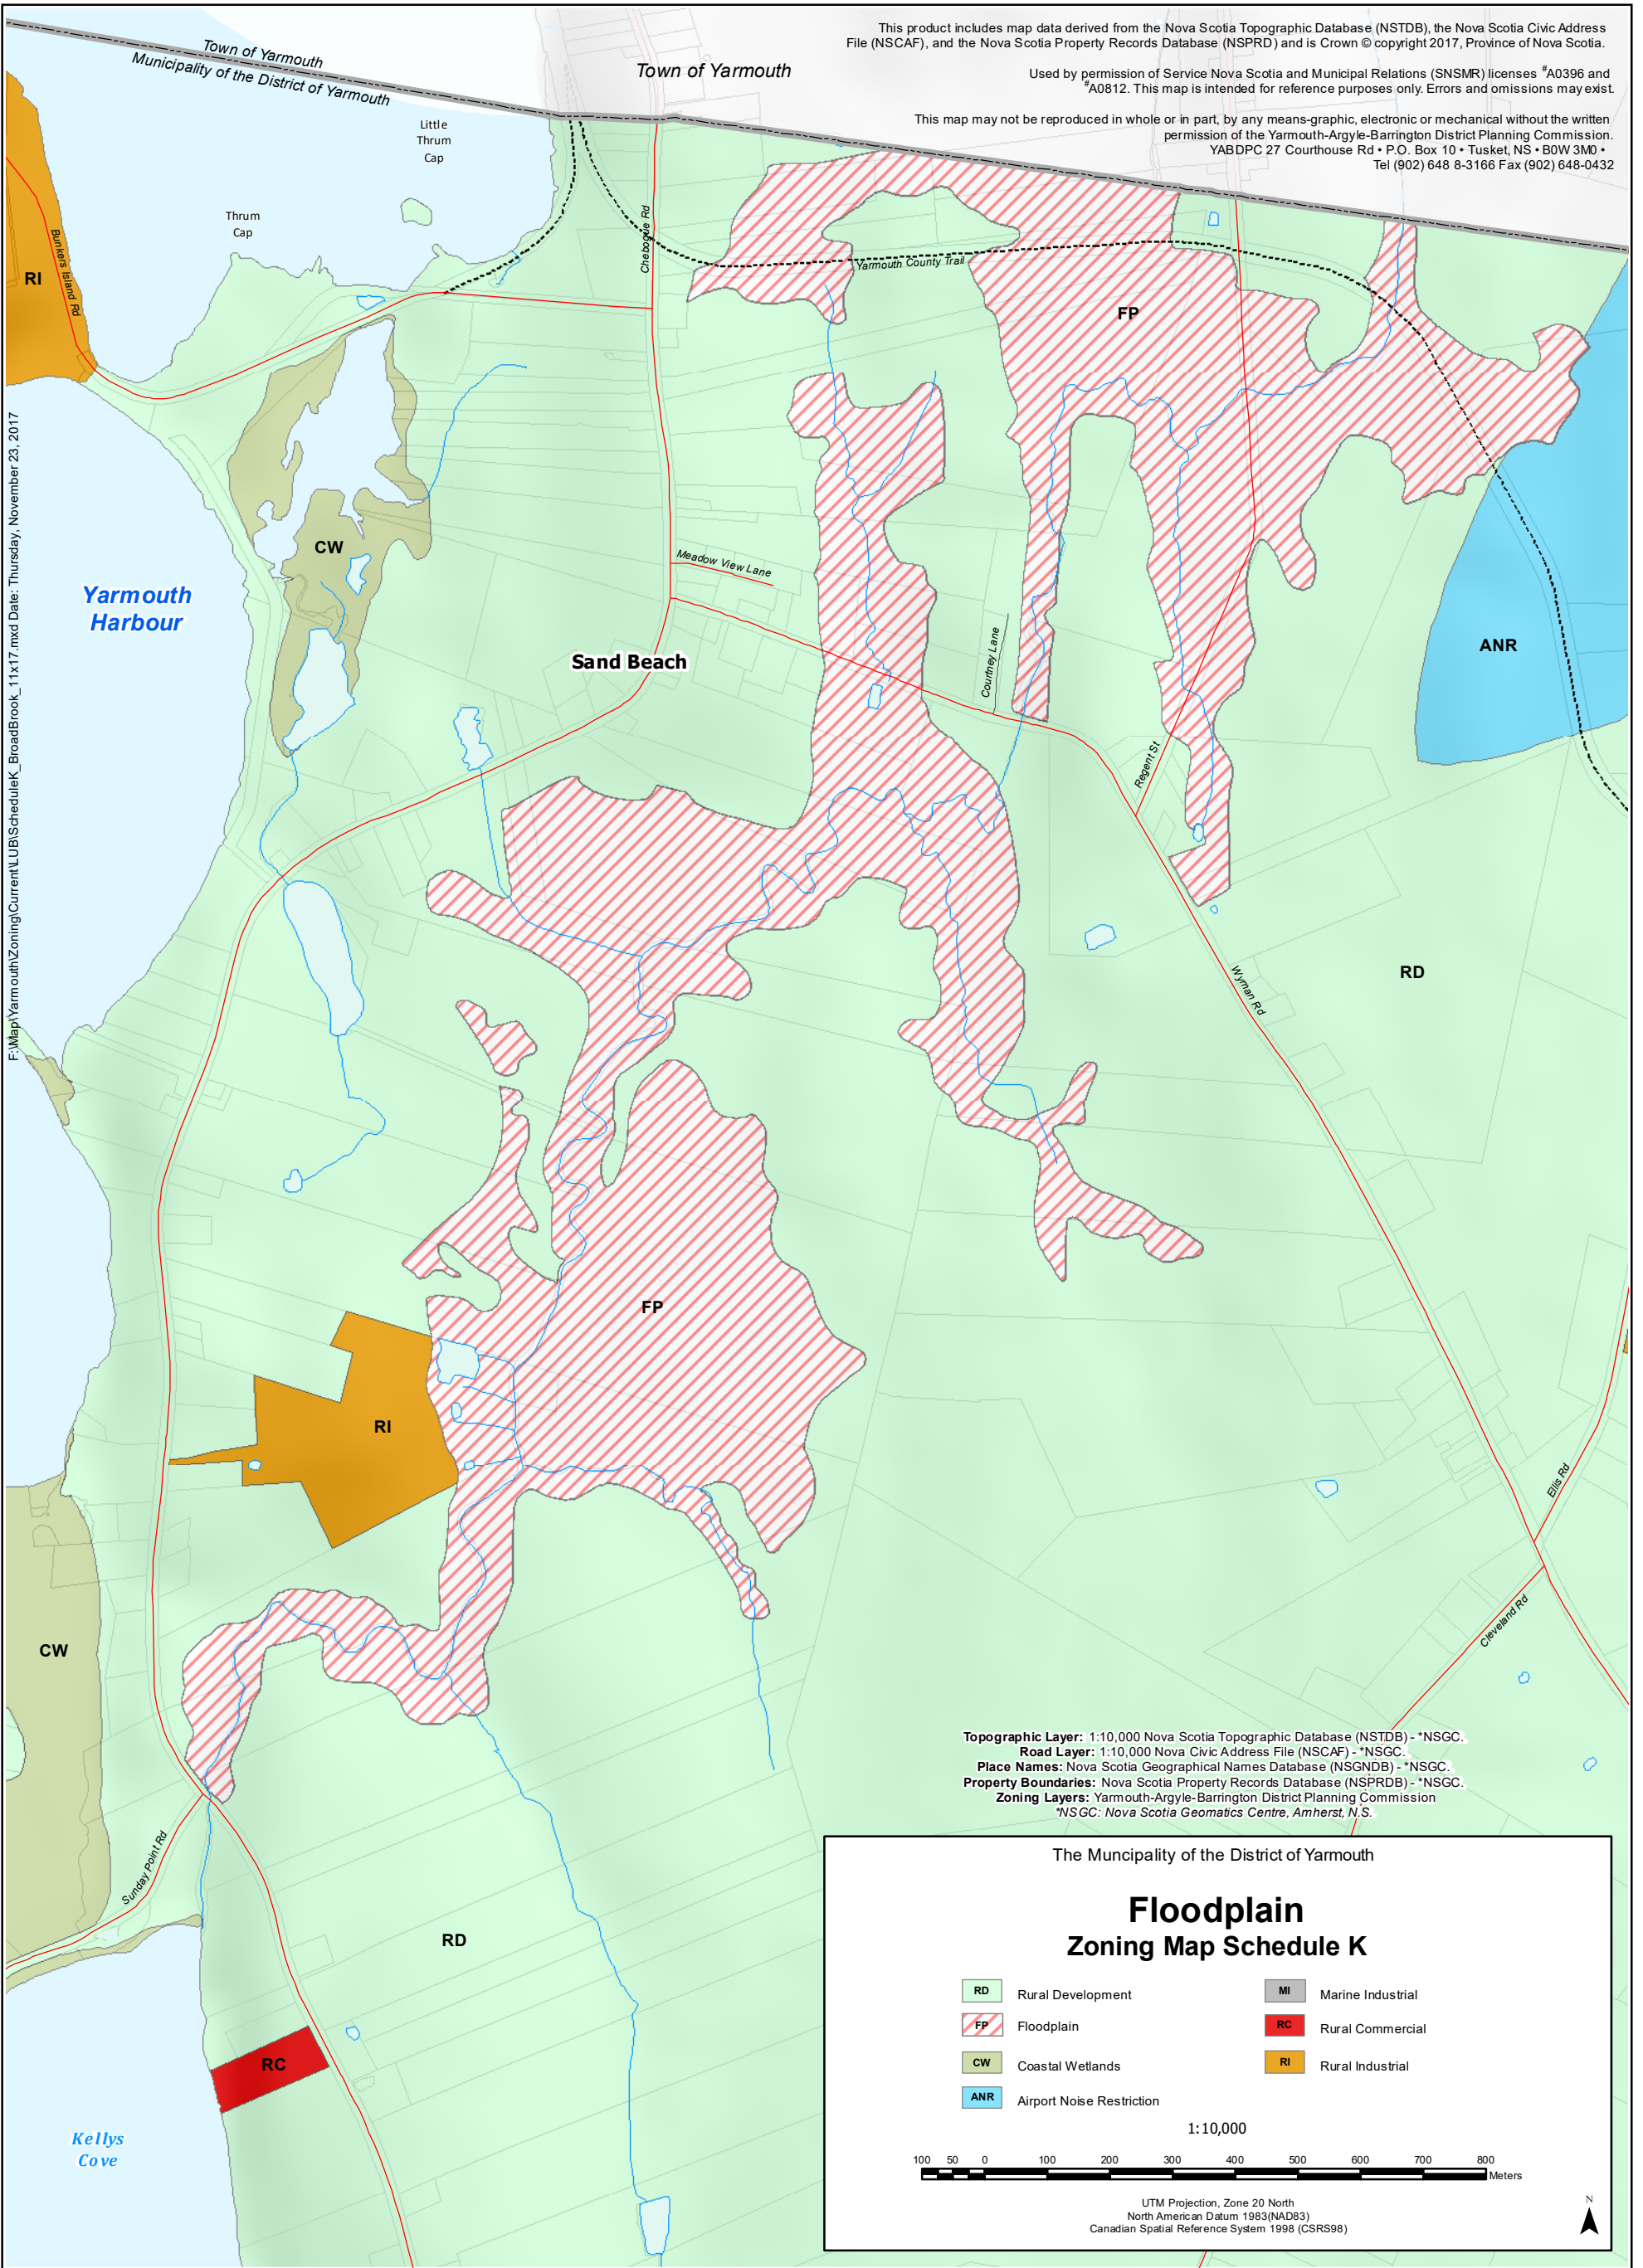 This product includes map data derived from the Nova Scotia Topographic Database (NSTDB), the Nova Scotia Civic Address
File (NSCAF), and the Nova Scotia Property Records Database (NSPRD) and is Crown © copyright 2017, Province of Nova Scotia.
Used by permission of Service Nova Scotia and Municipal Relations (SNSMR) licenses #A0396 and
#A0812. This map is intended for reference purposes only. Errors and omissions may exist.
This map may not be reproduced in whole or in part, by any means-graphic, electronic or mechanical without the written
permission of the Yarmouth-Argyle-Barrington District Planning Commission.
YABDPC 27 Courthouse Rd • P.O. Box 10 • Tusket, NS • B0W 3M0 •
Tel (902) 648 8-3166 Fax (902) 648-0432
Town of Yarmouth
Municipality of the District of Yarmouth
Town of Yarmouth
Little
Thrum
Cap
Thrum
Cap
Chebogue Rd
Bunkers Island Rd
RI
Yarmouth County Trail
FP
F:\Map\Yarmouth\Zoning\Current\LUB\ScheduleK_BroadBrook_11x17.mxd Date: Thursday, November 23, 2017
CW
Meadow View Lane
Yarmouth
Harbour
Sand Beach
Courtney Lane
ANR
Regent St
RD
Wyman Rd
FP
RI
Ellis Rd
Cleveland Rd
CW
Sunday Point Rd
RD
RC
Kellys
Cove
Topographic Layer: 1:10,000 Nova Scotia Topographic Database (NSTDB) - *NSGC.
Road Layer: 1:10,000 Nova Civic Address File (NSCAF) - *NSGC.
Place Names: Nova Scotia Geographical Names Database (NSGNDB) - *NSGC.
Property Boundaries: Nova Scotia Property Records Database (NSPRDB) - *NSGC.
Zoning Layers: Yarmouth-Argyle-Barrington District Planning Commission
*NSGC: Nova Scotia Geomatics Centre, Amherst, N.S.
The Muncipality of the District of Yarmouth
Floodplain
Zoning Map Schedule K
RD Rural Development
FP Floodplain
CW Coastal Wetlands
ANR Airport Noise Restriction
MI Marine Industrial
RC Rural Commercial
RI Rural Industrial
1:10,000
100 50 0 100 200 300 400 500 600 700 800
Meters
UTM Projection, Zone 20 North
North American Datum 1983(NAD83)
Canadian Spatial Reference System 1998 (CSRS98)
N